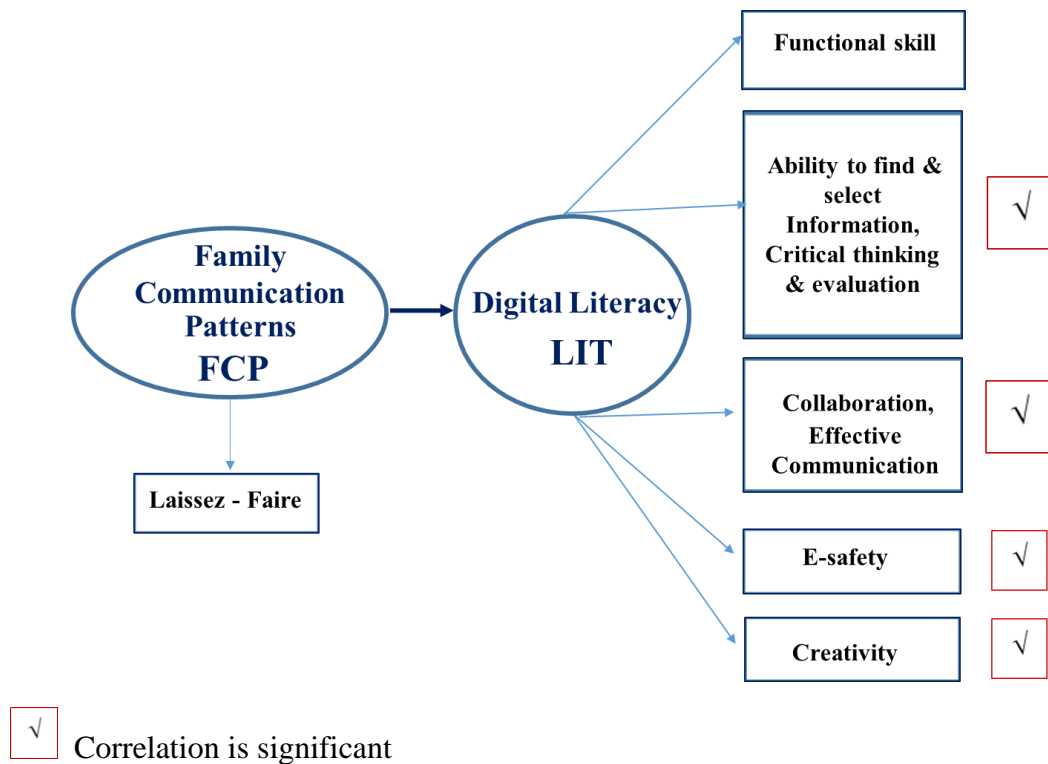 Functional skill
Ability to find &
select
Information,
Critical thinking
& evaluation
√
Family
Communication
Patterns
FCP
Digital Literacy
LIT
Collaboration,
Effective
Communication
√
Laissez - Faire
E-safety
√
Creativity
√
√
Correlation is significant